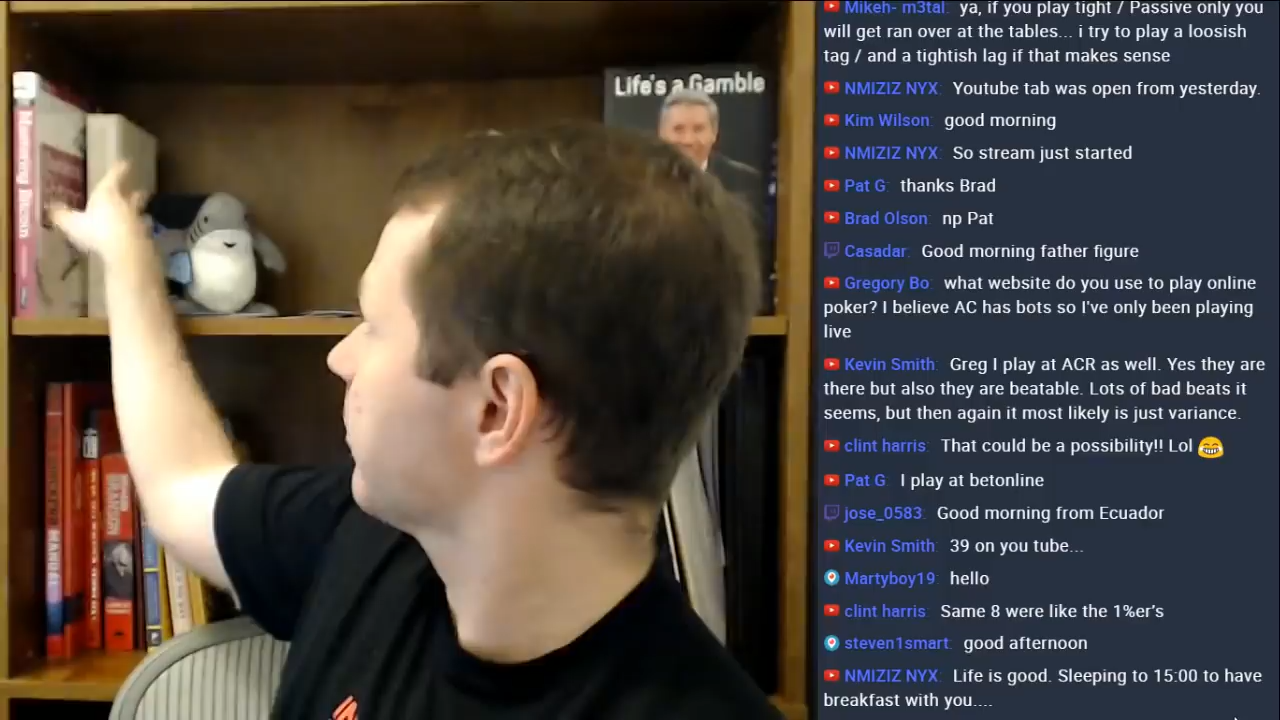 Life's a Gamble
Mikeh- m3tal: ya, if you play tight / Passive only you
will get ran over at the tables... i try to play a loosish
tag / and a tightish lag if that makes sense
NMIZIZ NYX: Youtube tab was open from yesterday.
Kim Wilson: good morning
NMIZIZ NYX: So stream just started
Pat G: thanks Brad
Brad Olson: np Pat
Casadar: Good morning father figure
Gregory Bo: what website do you use to play online
poker? I believe AC has bots so I've only been playing
live
Kevin Smith: Greg I play at ACR as well. Yes they are
there but also they are beatable. Lots of bad beats it
seems, but then again it most likely is just variance.
clint harris: That could be a possibility!! Lol 😂
Pat G: I play at betonline
jose_0583: Good morning from Ecuador
Kevin Smith: 39 on you tube...
Martyboy19: hello
clint harris: Same 8 were like the 1%er's
steven1smart: good afternoon
NMIZIZ NYX: Life is good. Sleeping to 15:00 to have
breakfast with you....